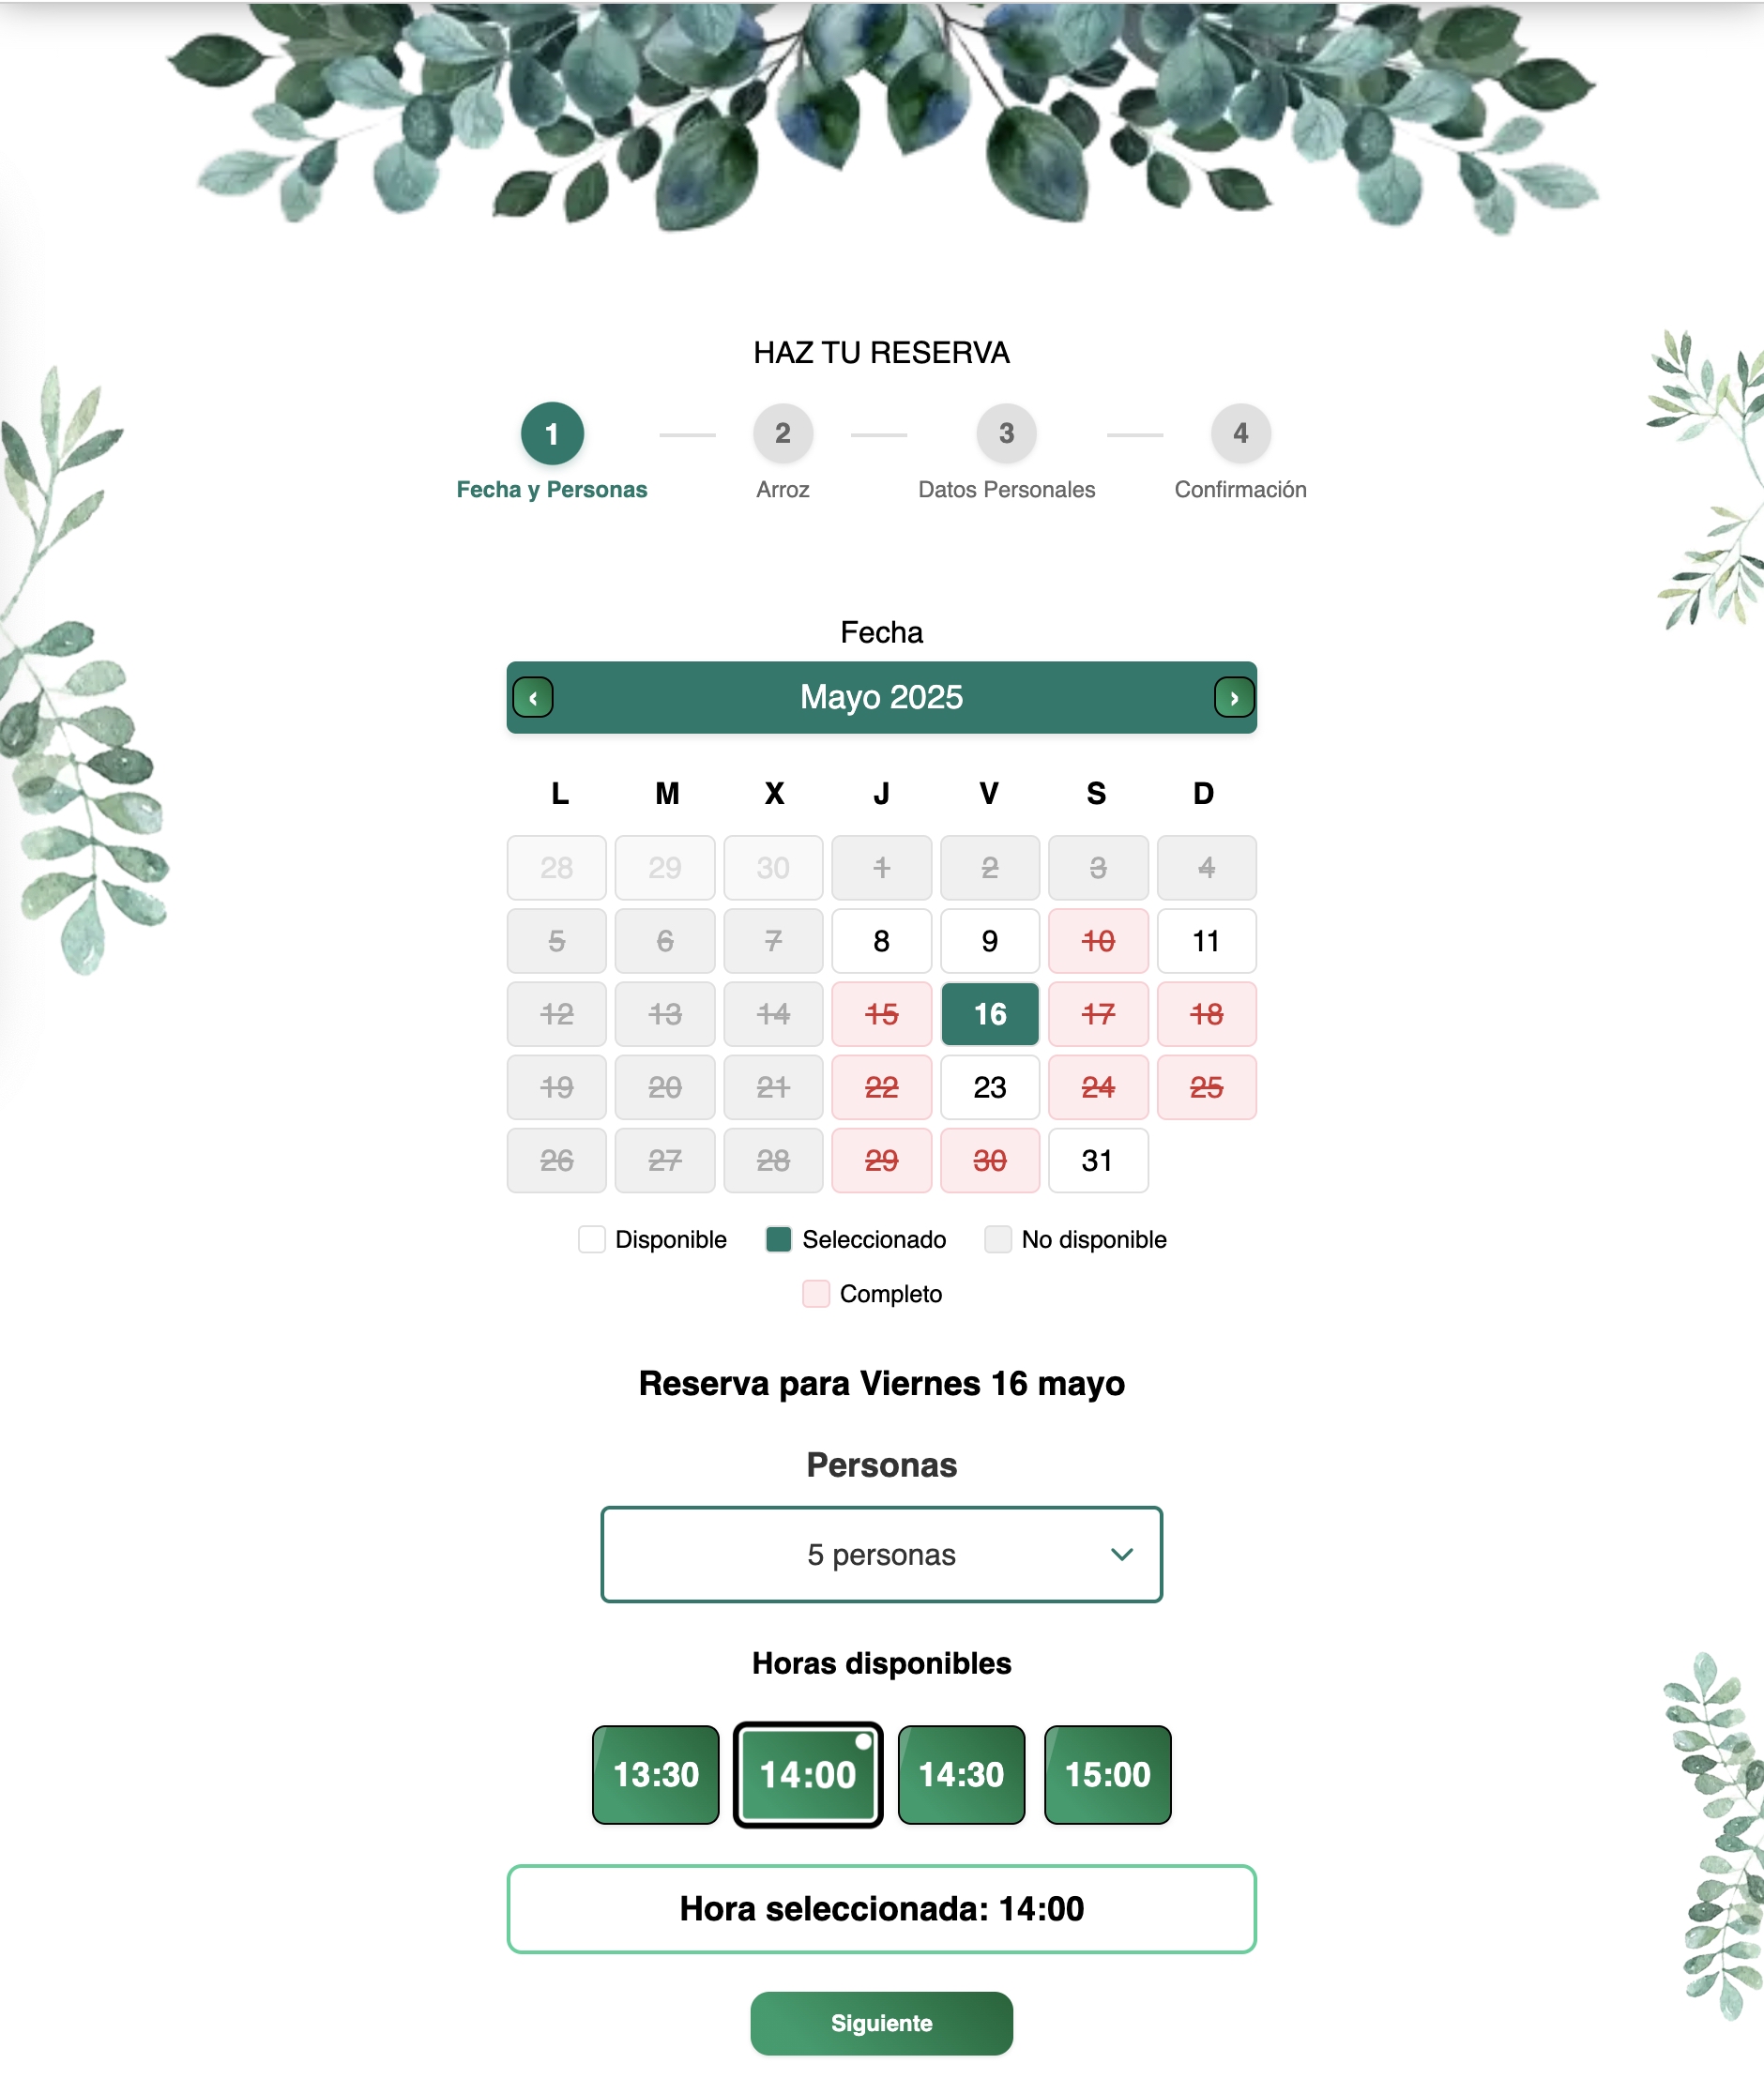 HAZ TU RESERVA
1 2 3 4
Fecha y Personas Arroz Datos Personales Confirmación
Fecha
‹ Mayo 2025 ›
L M X J V S D
28 29 30 1 2 3 4
5 6 7 8 9 10 11
12 13 14 15 16 17 18
19 20 21 22 23 24 25
26 27 28 29 30 31
Disponible Seleccionado No disponible
Completo
Reserva para Viernes 16 mayo
Personas
5 personas
Horas disponibles
13:30 14:00 14:30 15:00
Hora seleccionada: 14:00
Siguiente